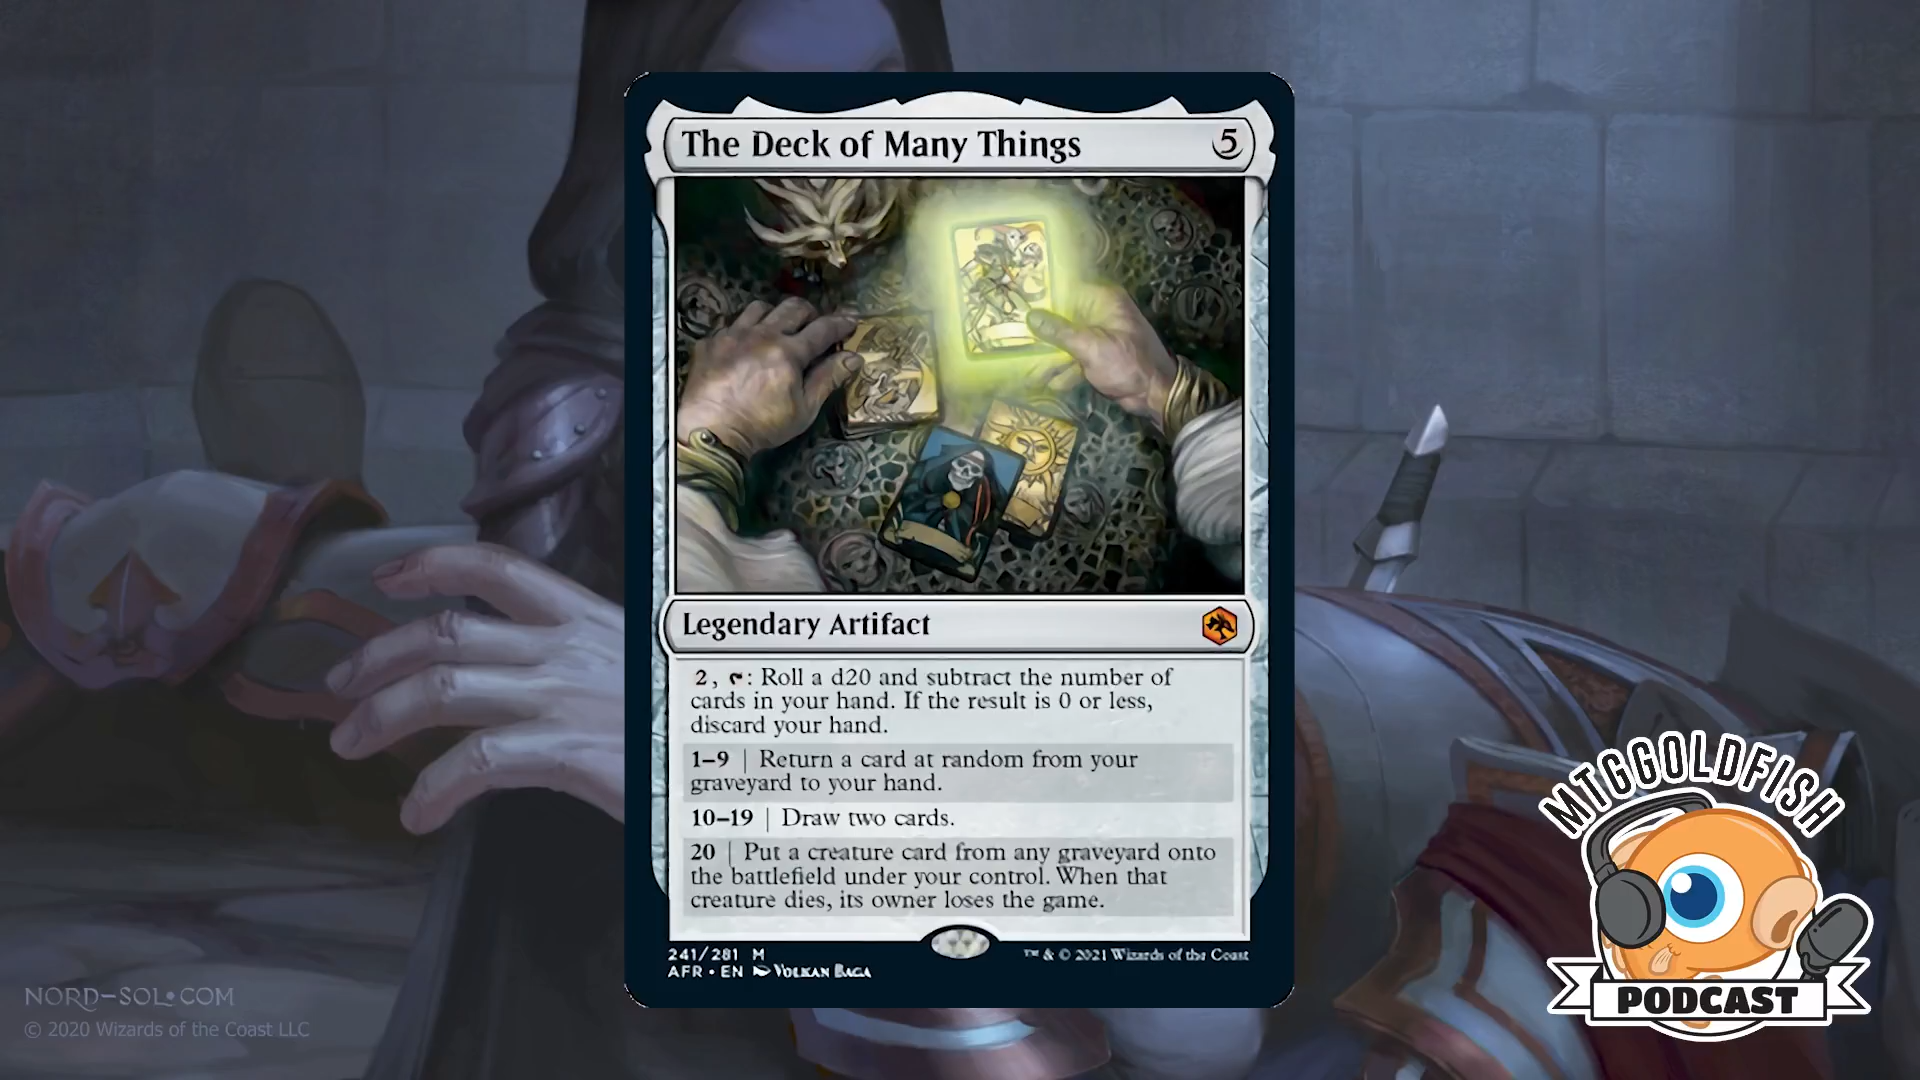 The Deck of Many Things 5
Legendary Artifact
2, T: Roll a d20 and subtract the number of
cards in your hand. If the result is 0 or less,
discard your hand.
1–9 | Return a card at random from your
graveyard to your hand.
10–19 | Draw two cards.
20 | Put a creature card from any graveyard onto
the battlefield under your control. When that
creature dies, its owner loses the game.
241/281 M
AFR • EN VOLKAN BAGA
™ & © 2021 Wizards of the Coast
NORD-SOL.COM
© 2020 Wizards of the Coast LLC
MTGGOLDFISH
PODCAST